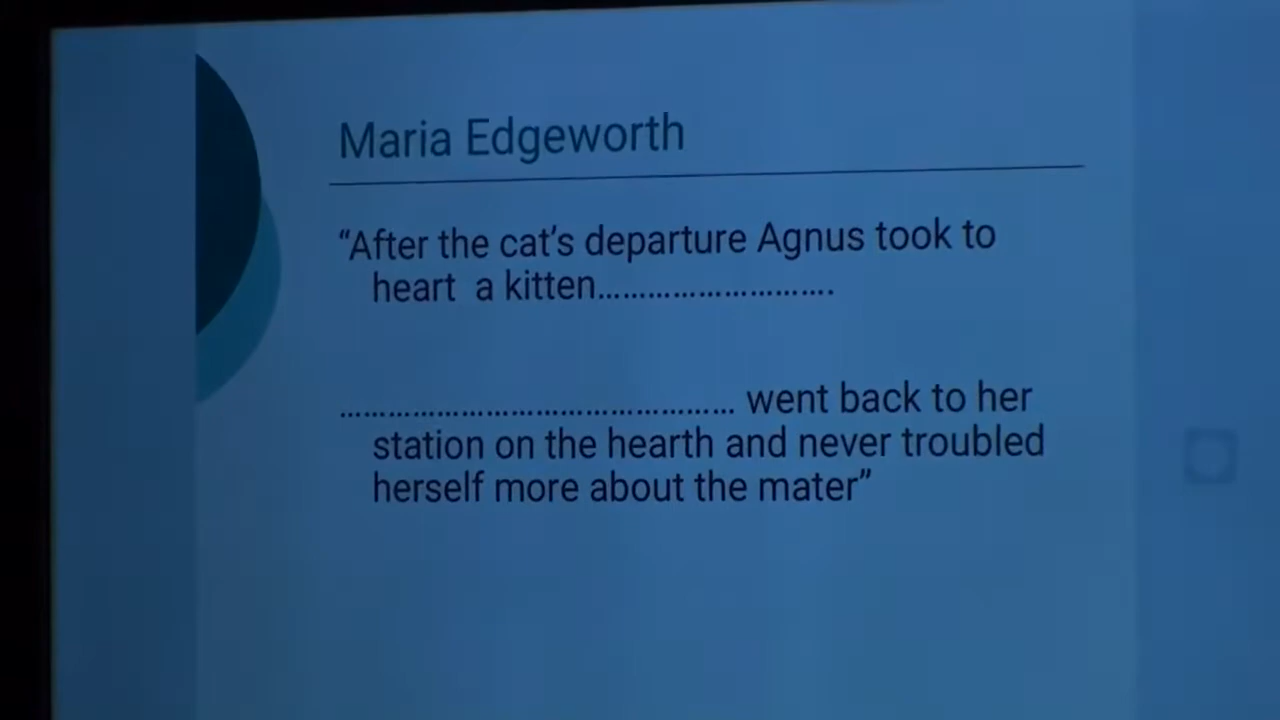 Maria Edgeworth
“After the cat’s departure Agnus took to
heart a kitten……………………….
………………………………………… went back to her
station on the hearth and never troubled
herself more about the mater”